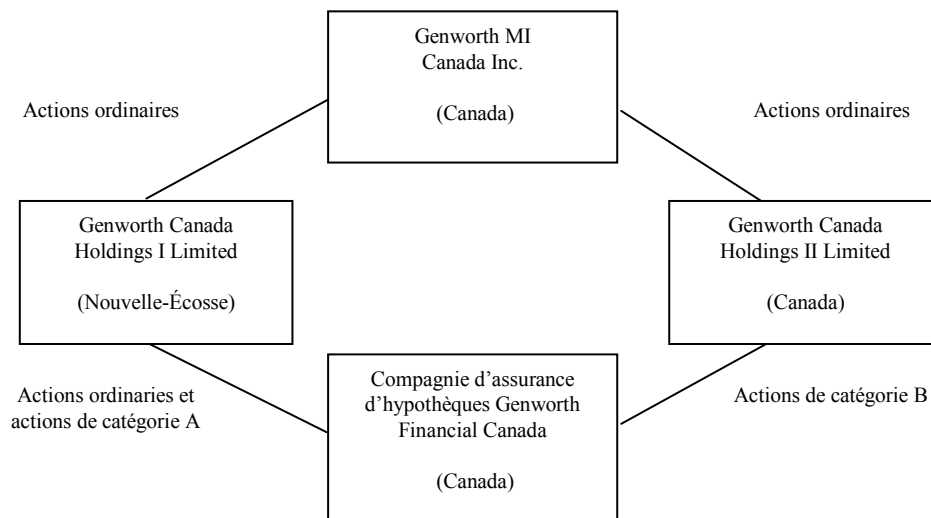 Genworth MI
Canada Inc.
(Canada)
Actions ordinaires
Actions ordinaires
Genworth Canada
Holdings I Limited
(Nouvelle-Écosse)
Genworth Canada
Holdings II Limited
(Canada)
Actions ordinaries et
actions de catégorie A
Compagnie d'assurance
d'hypothèques Genworth
Financial Canada
(Canada)
Actions de catégorie B